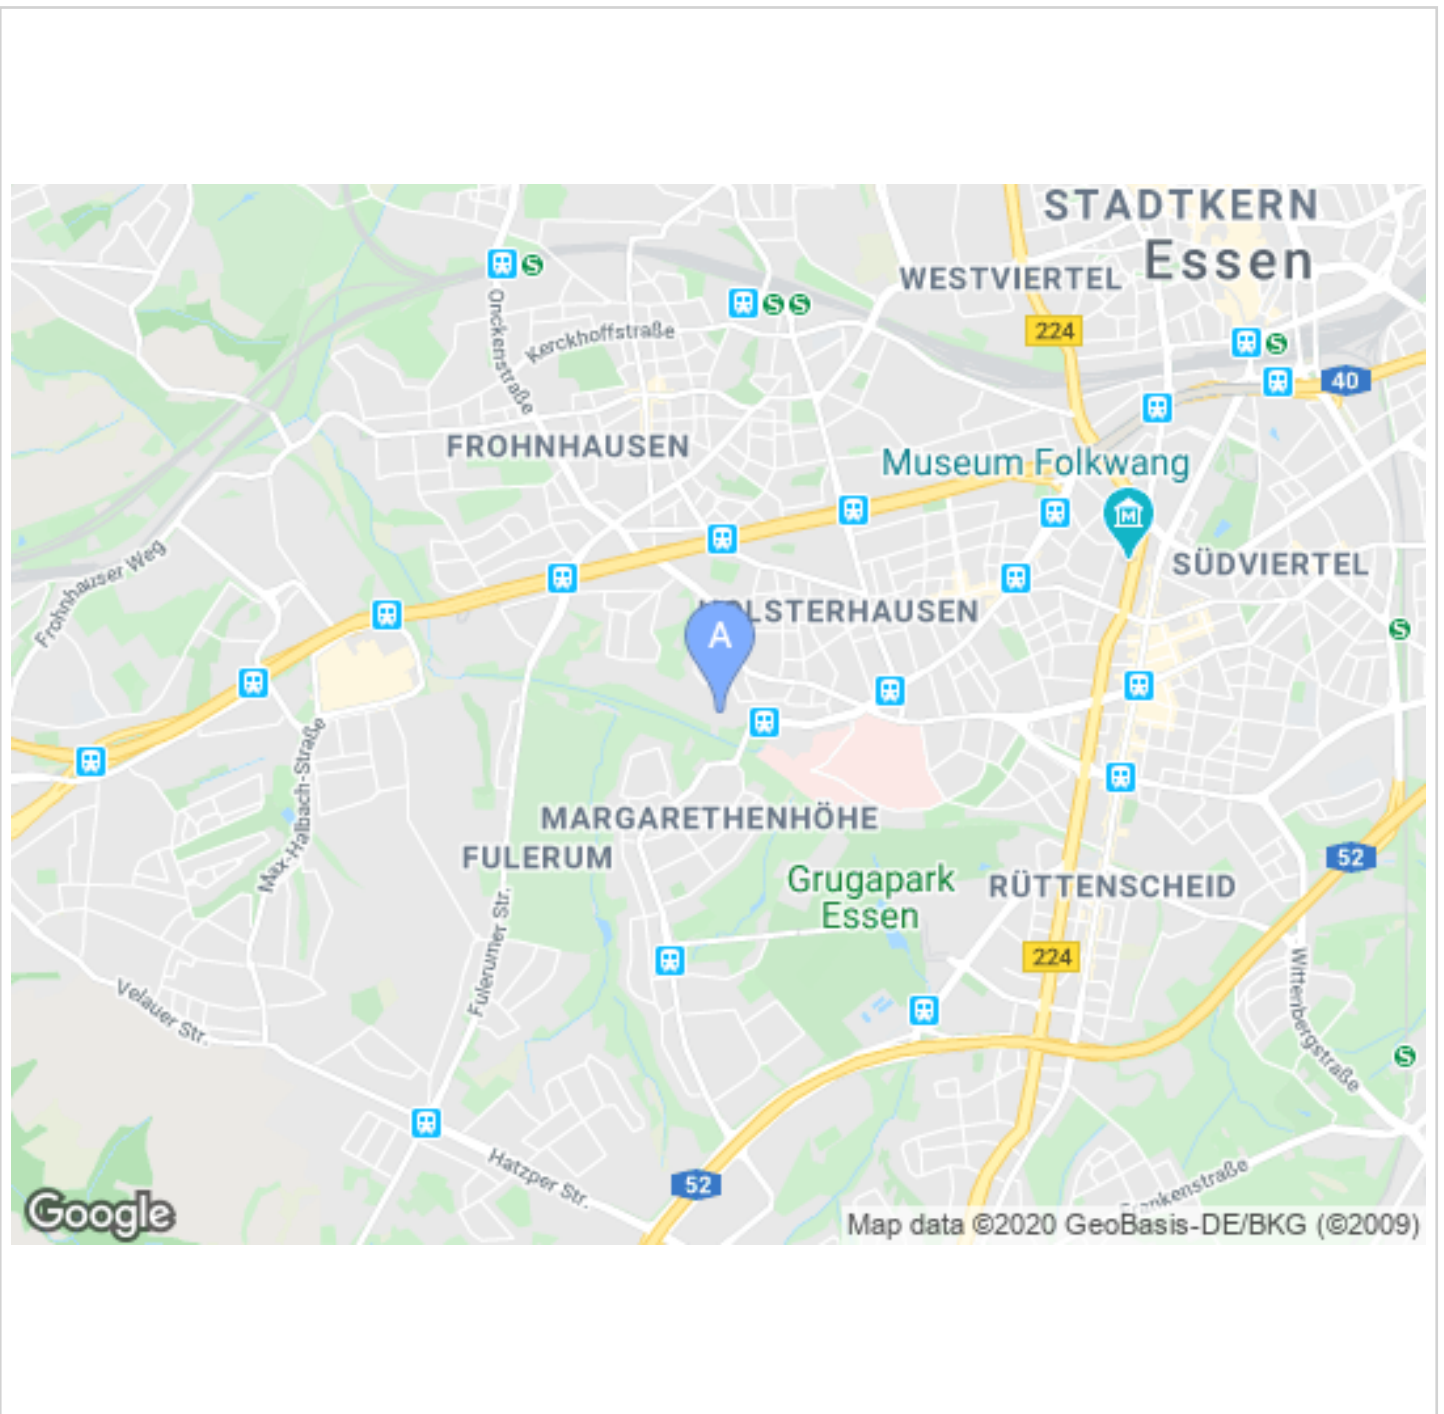 STADTKERN
Essen
WESTVIERTEL
S
S S
224
Onckenstraße
Kerckhoffstraße
S
40
FROHNHAUSEN
Museum Folkwang
M
Frohnhauser Weg
SÜDVIERTEL
HOLSTERHAUSEN
A
S
Max-Halbach-Straße
MARGARETHENHÖHE
FULERUM
52
Grugapark
Essen
RÜTTENSCHEID
Fulerumer Str.
224
Velauer Str.
Wittenbergstraße
S
Hatzper Str.
52
Frankenstraße
Google
Map data ©2020 GeoBasis-DE/BKG (©2009)